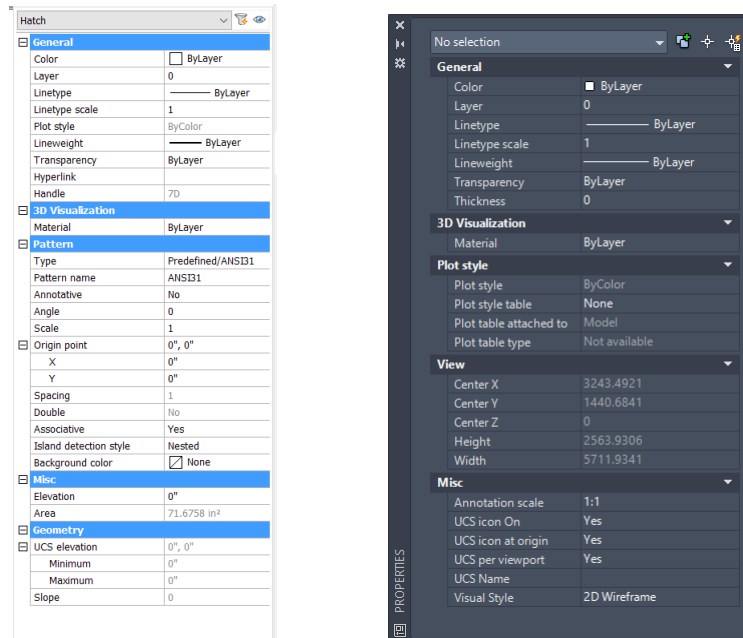 Hatch
General
Color ByLayer
Layer 0
Linetype ByLayer
Linetype scale 1
Plot style ByColor
Lineweight ByLayer
Transparency ByLayer
Hyperlink
Handle 7D
3D Visualization
Material ByLayer
Pattern
Type Predefined/ANSI31
Pattern name ANSI31
Annotative No
Angle 0
Scale 1
Origin point 0", 0"
X 0"
Y 0"
Spacing 1
Double No
Associative Yes
Island detection style Nested
Background color None
Misc
Elevation 0"
Area 71.6758 in²
Geometry
UCS elevation 0", 0"
Minimum 0"
Maximum 0"
Slope 0
No selection
General
Color ByLayer
Layer 0
Linetype ByLayer
Linetype scale 1
Lineweight ByLayer
Transparency ByLayer
Thickness 0
3D Visualization
Material ByLayer
Plot style
Plot style ByColor
Plot style table None
Plot table attached to Model
Plot table type Not available
View
Center X 3243.4921
Center Y 1440.6841
Center Z 0
Height 2563.9306
Width 5711.9341
Misc
Annotation scale 1:1
UCS icon On Yes
UCS icon at origin Yes
UCS per viewport Yes
UCS Name
Visual Style 2D Wireframe
PROPERTIES